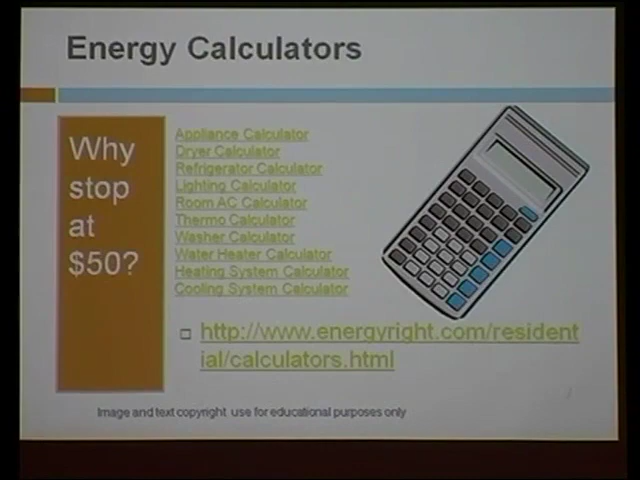 Energy Calculators
Why
stop
at
$50?
Appliance Calculator
Dryer Calculator
Refrigerator Calculator
Lighting Calculator
Room AC Calculator
Thermo Calculator
Washer Calculator
Water Heater Calculator
Heating System Calculator
Cooling System Calculator
http://www.energyright.com/resident
ial/calculators.html
Image and text copyright use for educational purposes only